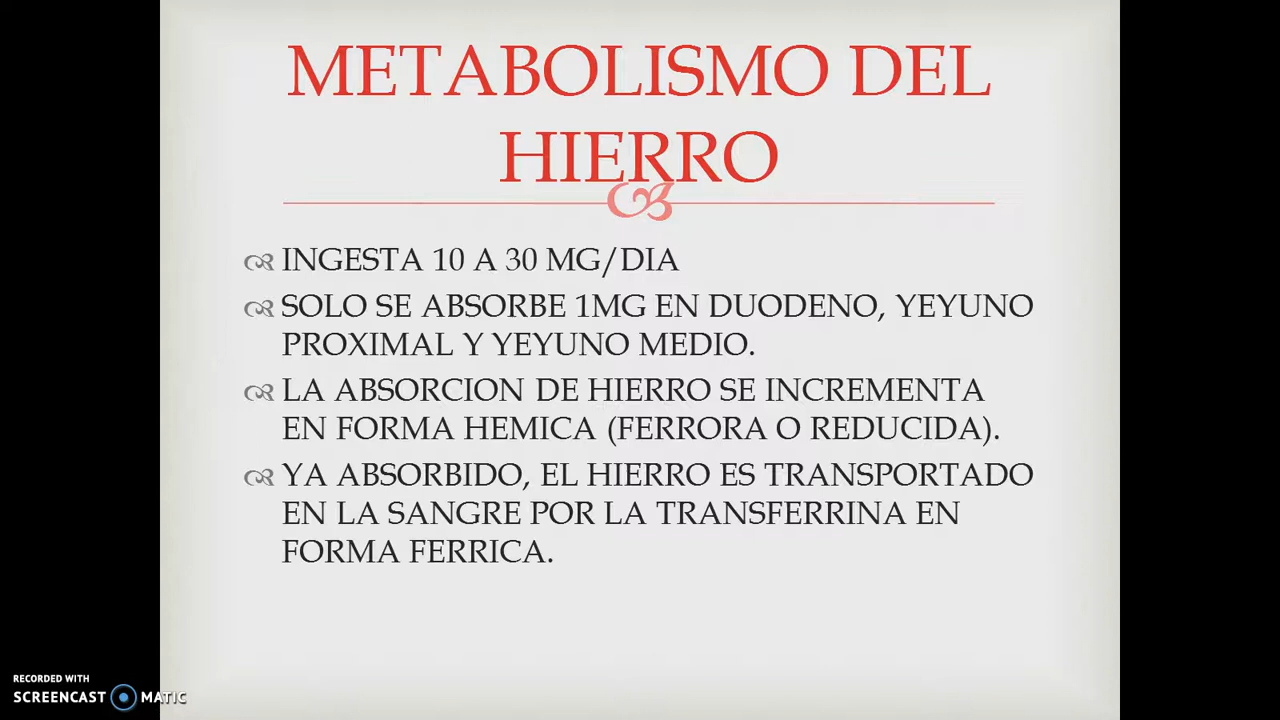 METABOLISMO DEL
HIERRO
INGESTA 10 A 30 MG/DIA
SOLO SE ABSORBE 1MG EN DUODENO, YEYUNO
PROXIMAL Y YEYUNO MEDIO.
LA ABSORCION DE HIERRO SE INCREMENTA
EN FORMA HEMICA (FERRORA O REDUCIDA).
YA ABSORBIDO, EL HIERRO ES TRANSPORTADO
EN LA SANGRE POR LA TRANSFERRINA EN
FORMA FERRICA.
RECORDED WITH
SCREENCAST MATIC